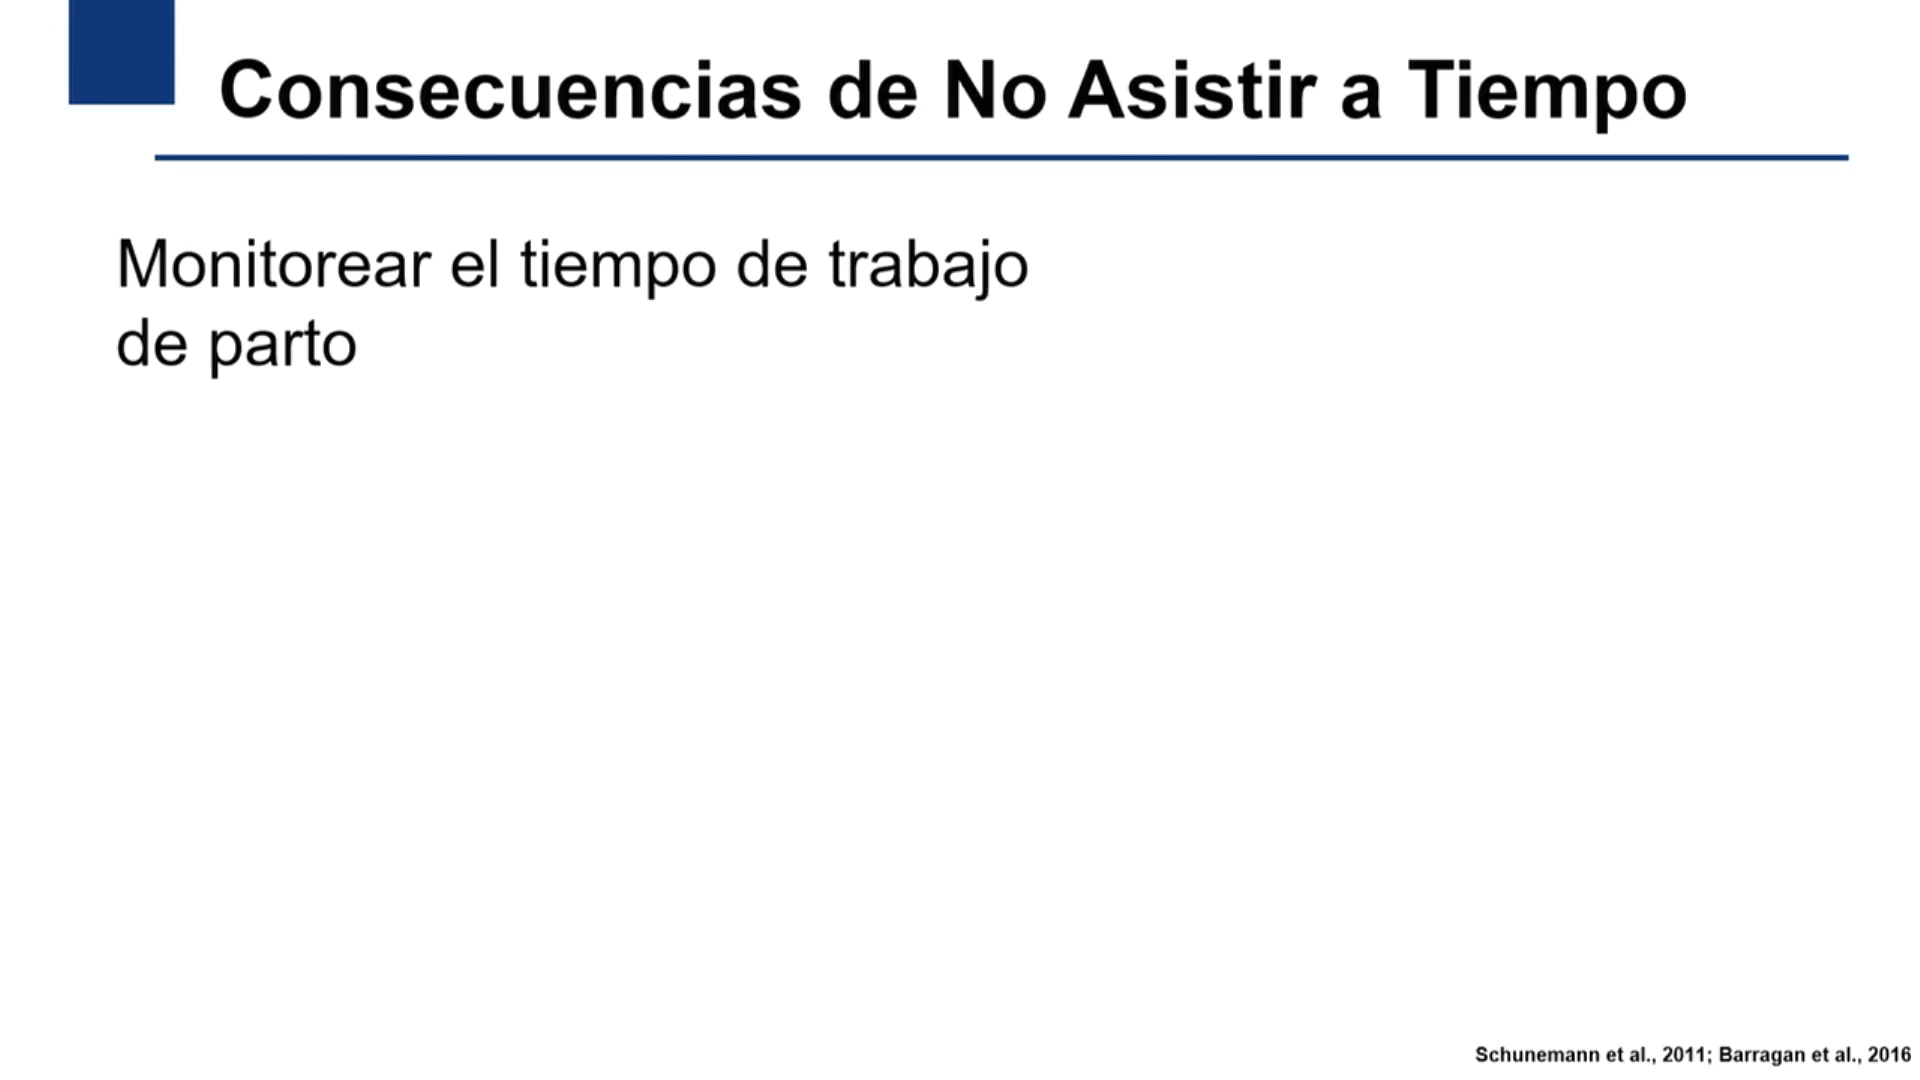 Consecuencias de No Asistir a Tiempo
Monitorear el tiempo de trabajo
de parto
Schunemann et al., 2011; Barragan et al., 2016